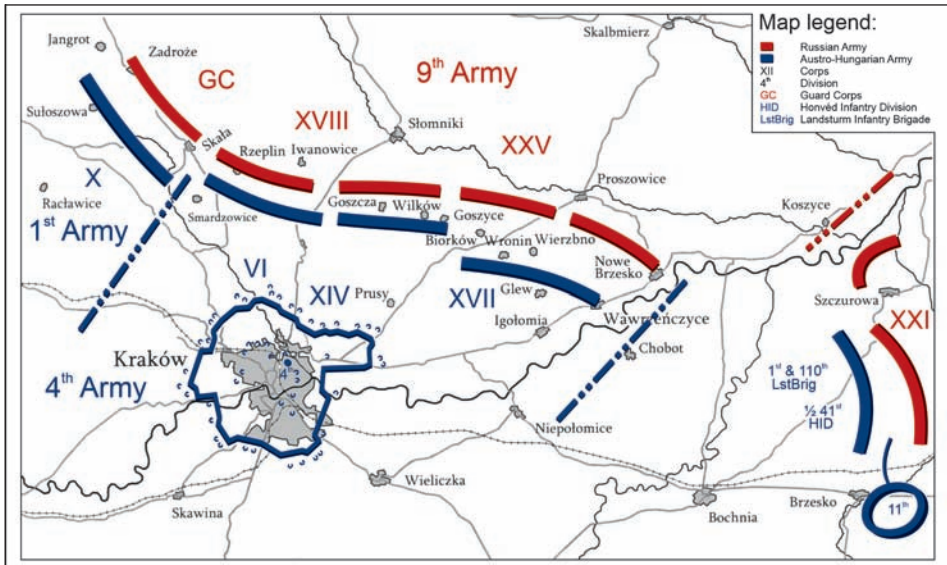 Map legend:
Russian Army
Austro-Hungarian Army
XII Corps
4th Division
GC Guard Corps
HID Honvéd Infantry Division
LstBrig Landsturm Infantry Brigade
Jangrot
Zadroże
GC
9th Army
Skalbmierz
Sułoszowa
Skała
XVIII
Słomniki
Rzeplin
Iwanowice
XXV
X
Racławice
Smardzowice
Goszcza
Wilków
Goszyce
Proszowice
Koszyce
1st Army
Biorków
Wronin
Wierzbno
Nowe
Brzesko
VI
XIV
Prusy
XVII
Glew
Igołomia
Wawrzeńczyce
Szczurowa
XXI
Kraków
4th
Chobot
4th Army
1st & 110th
LstBrig
½ 41st
HID
Niepołomice
Wieliczka
Skawina
Bochnia
Brzesko
11th